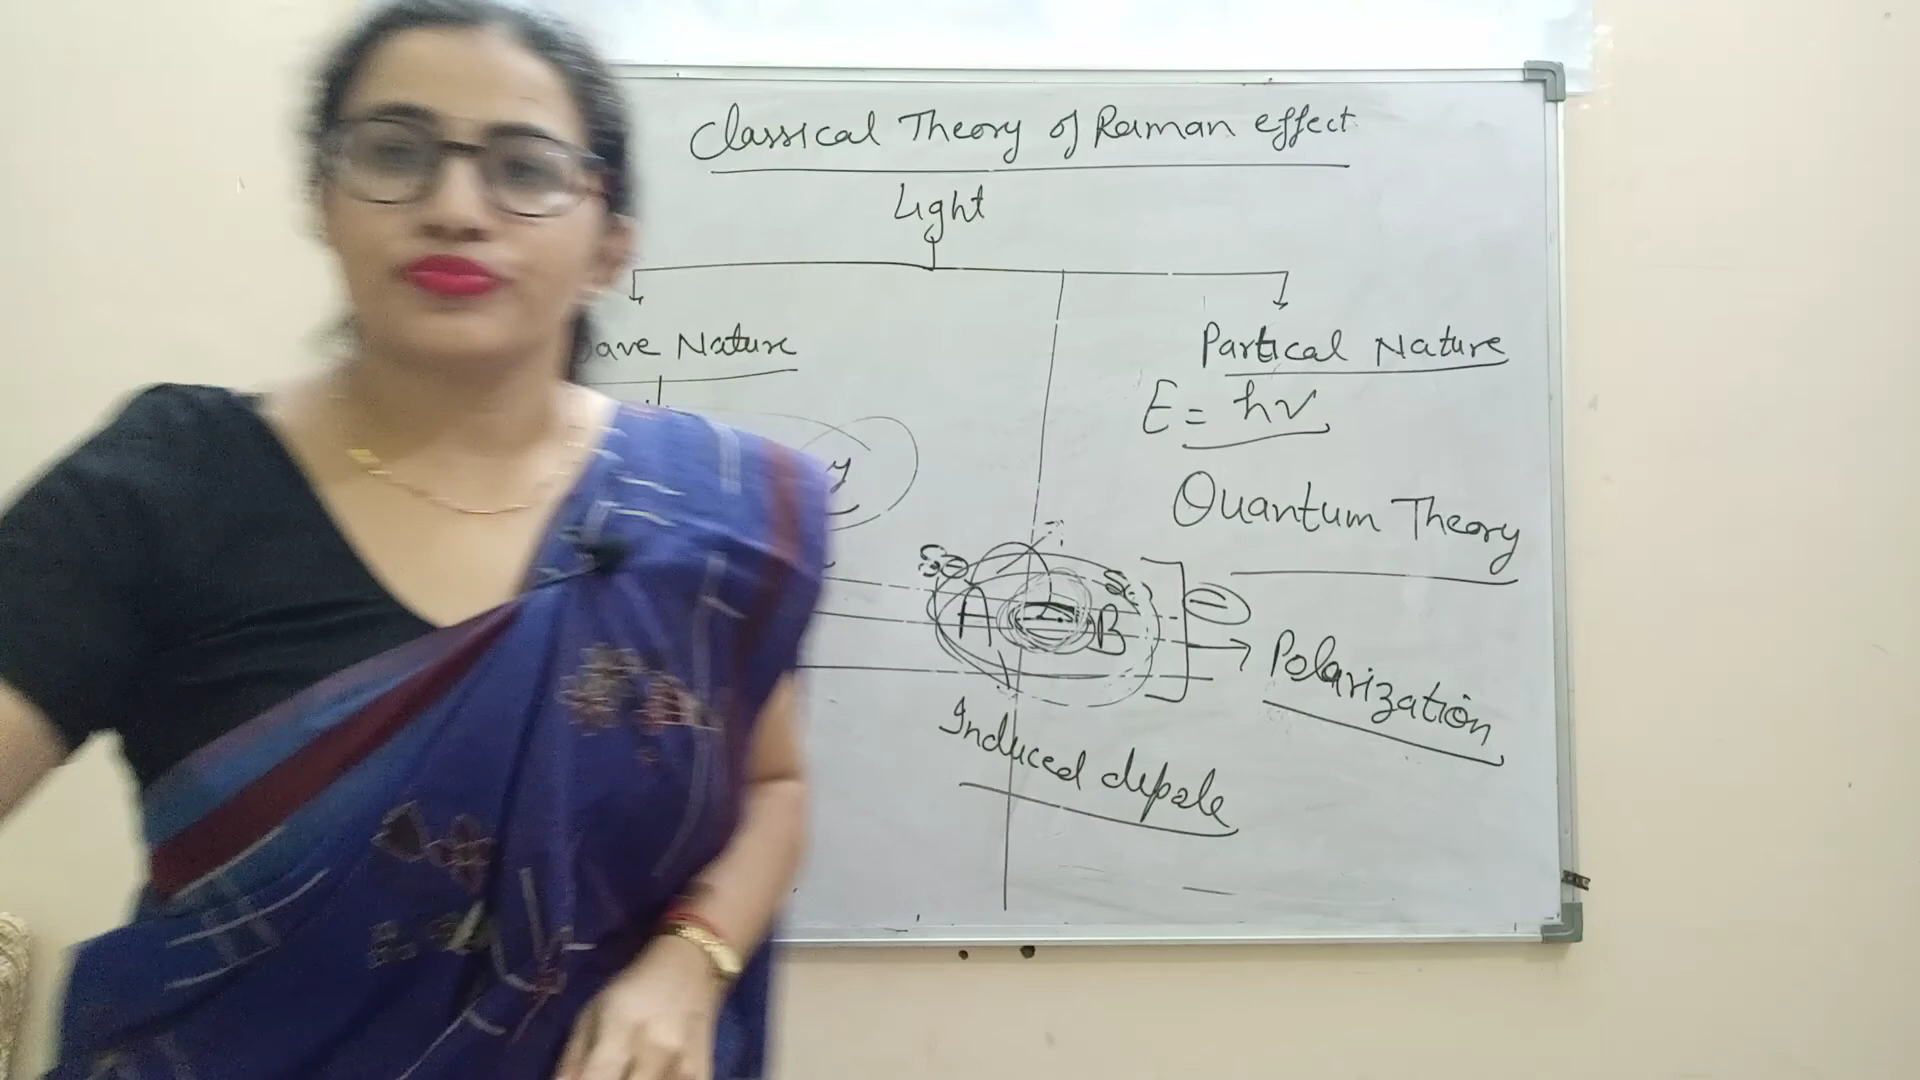 Classical Theory of Raman effect
Light
ave Nature
Partical Nature
E = hν
y
Quantum Theory
A B
Polarization
Induced dipole